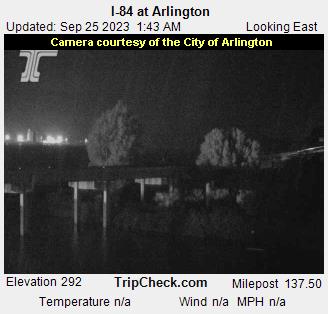 I-84 at Arlington
Updated: Sep 25 2023 1:43 AM Looking East
Camera courtesy of the City of Arlington
Elevation 292 TripCheck.com Milepost 137.50
Temperature n/a Wind n/a MPH n/a